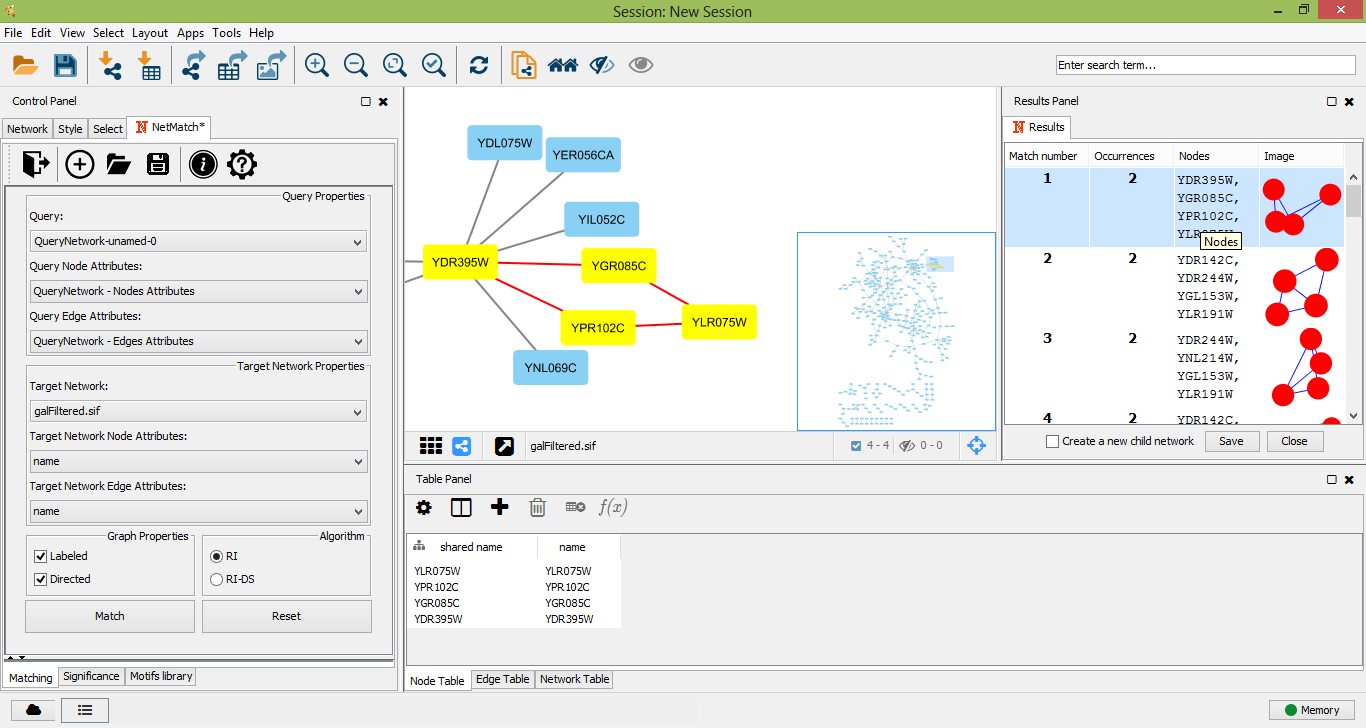 Session: New Session
File Edit View Select Layout Apps Tools Help
Enter search term...
Control Panel
Network Style Select NetMatch*
Query Properties
Query:
QueryNetwork-unamed-0
Query Node Attributes:
QueryNetwork - Nodes Attributes
Query Edge Attributes:
QueryNetwork - Edges Attributes
Target Network Properties
Target Network:
galFiltered.sif
Target Network Node Attributes:
name
Target Network Edge Attributes:
name
Graph Properties
Labeled
Directed
Algorithm
RI
RI-DS
Match
Reset
Matching Significance Motifs library
YDL075W
YER056CA
YIL052C
YDR395W
YGR085C
YPR102C
YLR075W
YNL069C
galFiltered.sif
4 - 4
0 - 0
Results Panel
Results
Match number Occurrences Nodes Image
1 2 YDR395W,
YGR085C,
YPR102C,
Nodes
2 2 YDR142C,
YDR244W,
YGL153W,
YLR191W
3 2 YDR244W,
YNL214W,
YGL153W,
YLR191W
4 2 YDR142C,
Create a new child network Save Close
Table Panel
f(x)
shared name name
YLR075W YLR075W
YPR102C YPR102C
YGR085C YGR085C
YDR395W YDR395W
Node Table Edge Table Network Table
Memory